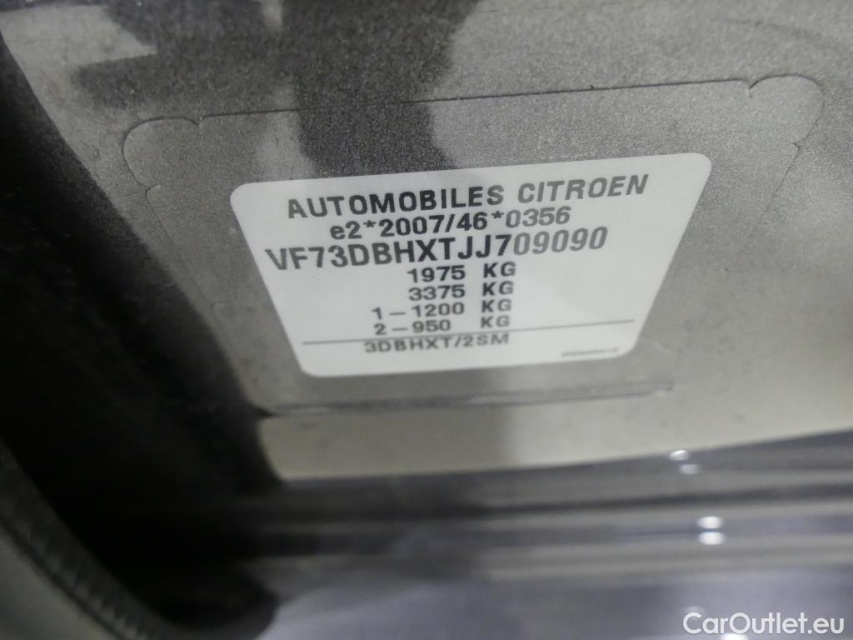 AUTOMOBILES CITROEN
e2*2007/46*0356
VF73DBHXTJJ709090
1975 KG
3375 KG
1-1200 KG
2-950 KG
3DBHXT/2SM
CarOutlet.eu